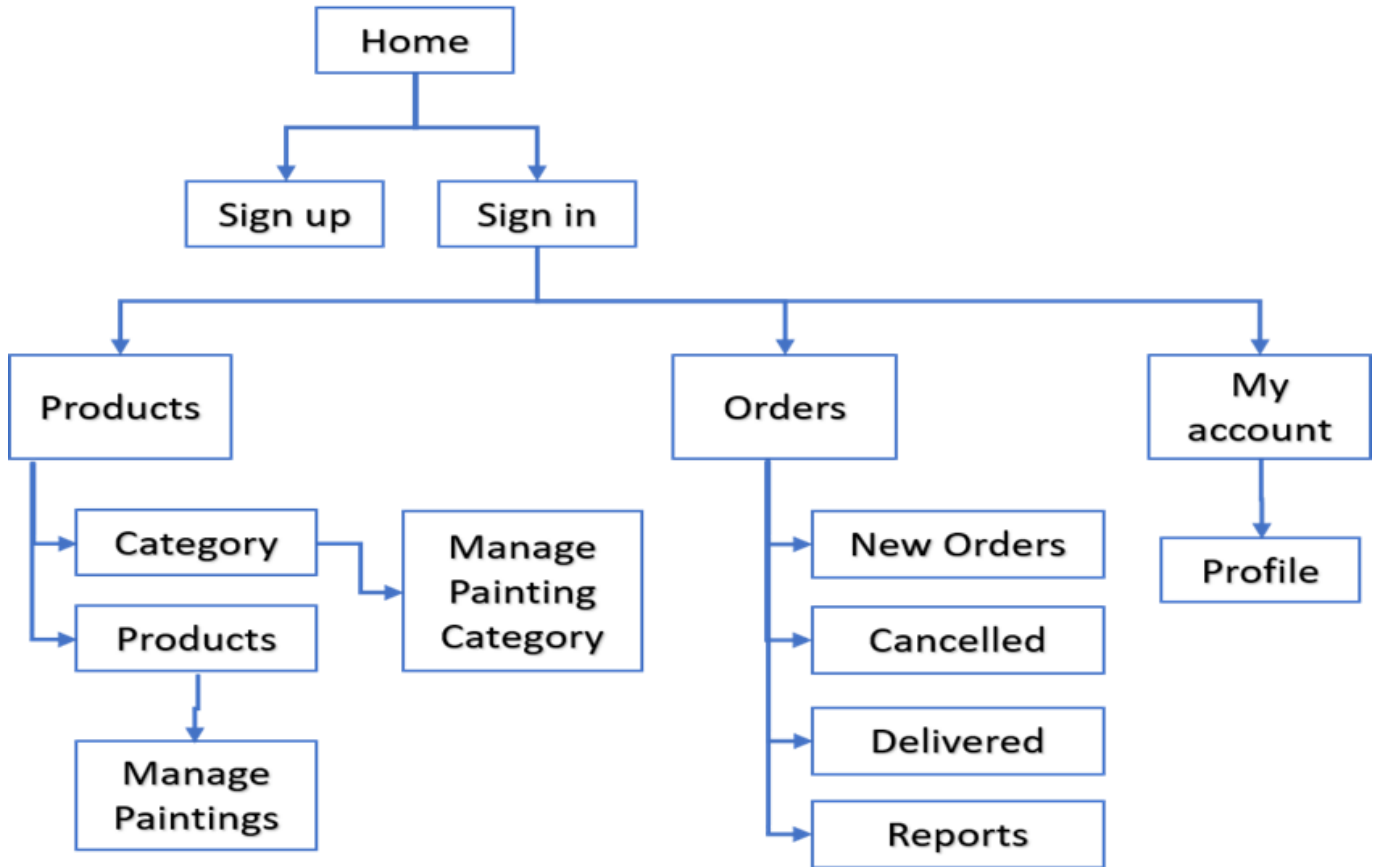 Home
Sign up
Sign in
Products
Orders
My
account
Category
Manage
Painting
Category
Products
Manage
Paintings
New Orders
Cancelled
Delivered
Reports
Profile